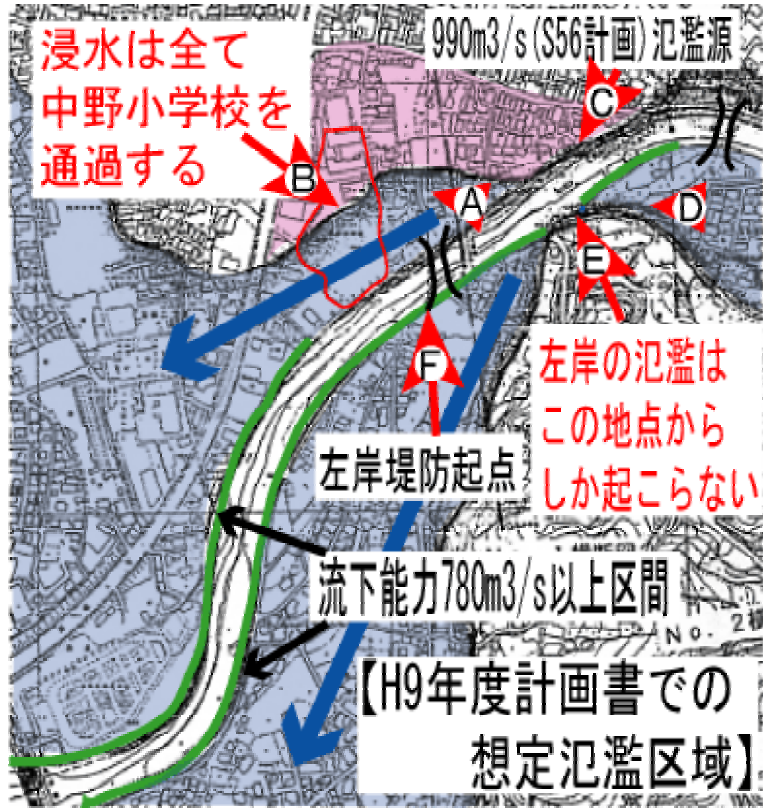 990m3/s(S56計画)氾濫源
浸水は全て
中野小学校を
通過する
C
B
A
D
E
F
左岸の氾濫は
この地点から
しか起こらない
左岸堤防起点
流下能力780m3/s以上区間
No. 2
【H9年度計画書での
想定氾濫区域】